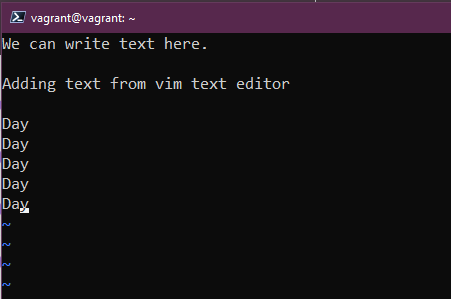 vagrant@vagrant: ~
We can write text here.
Adding text from vim text editor
Day
Day
Day
Day
Day
~
~
~
~